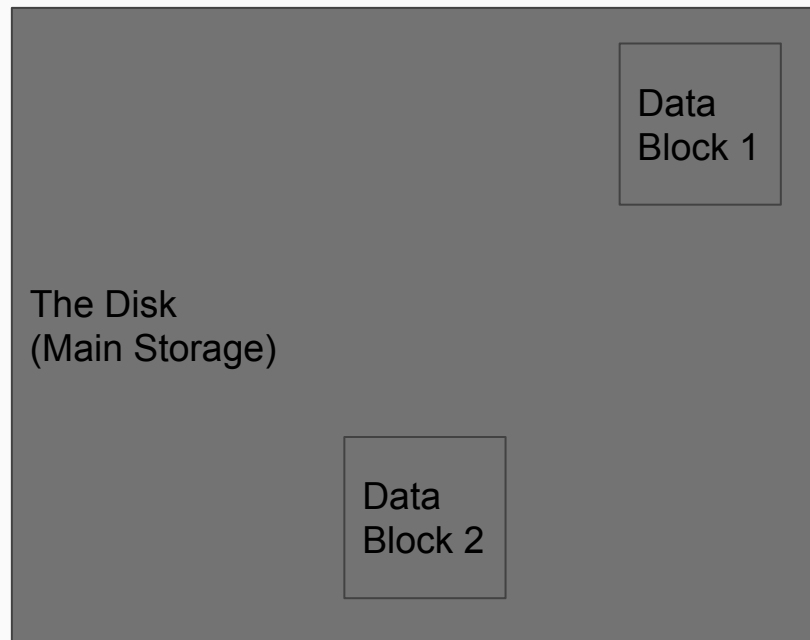 Data
Block 1
The Disk
(Main Storage)
Data
Block 2